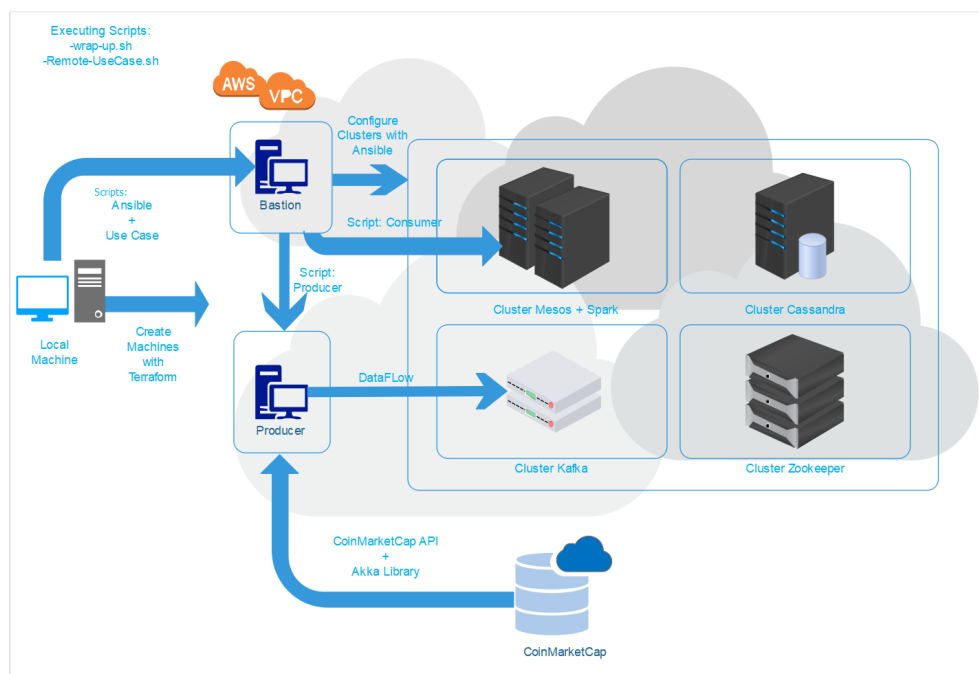 Executing Scripts:
-wrap-up.sh
-Remote-UseCase.sh
AWS
VPC
Configure
Clusters with
Ansible
Bastion
Scripts:
Ansible
+
Use Case
Script: Consumer
Script:
Producer
Cluster Mesos + Spark
Cluster Cassandra
Local
Machine
Create
Machines
with
Terraform
DataFLow
Producer
Cluster Kafka
Cluster Zookeeper
CoinMarketCap API
+
Akka Library
CoinMarketCap